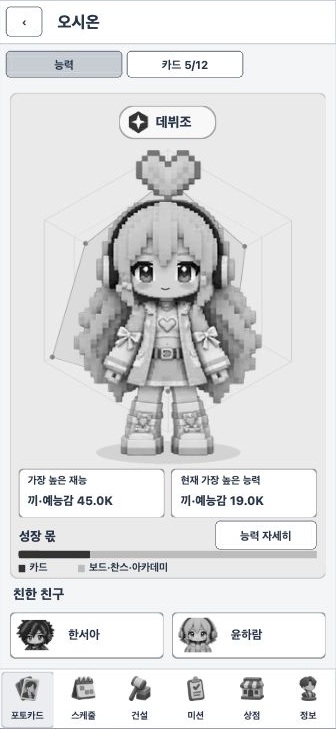 ‹ 오시온
능력
카드 5/12
데뷔조
가장 높은 재능
끼·예능감 45.0K
현재 가장 높은 능력
끼·예능감 19.0K
성장 몫
능력 자세히
카드
보드·찬스·아카데미
친한 친구
한서아
윤하람
포토카드
스케줄
건설
미션
상점
정보